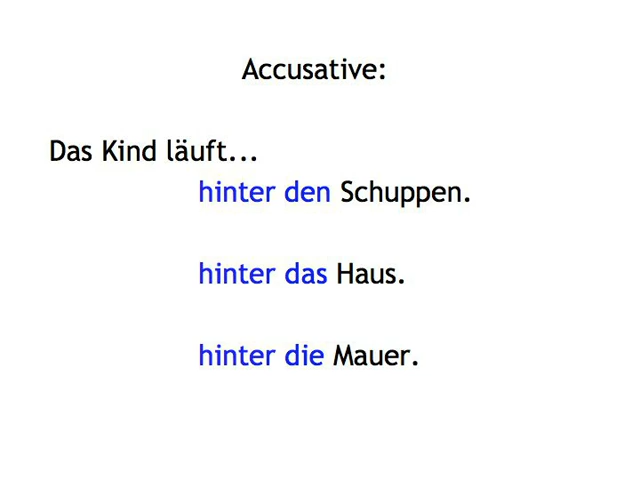 Accusative:
Das Kind läuft...
hinter den Schuppen.
hinter das Haus.
hinter die Mauer.